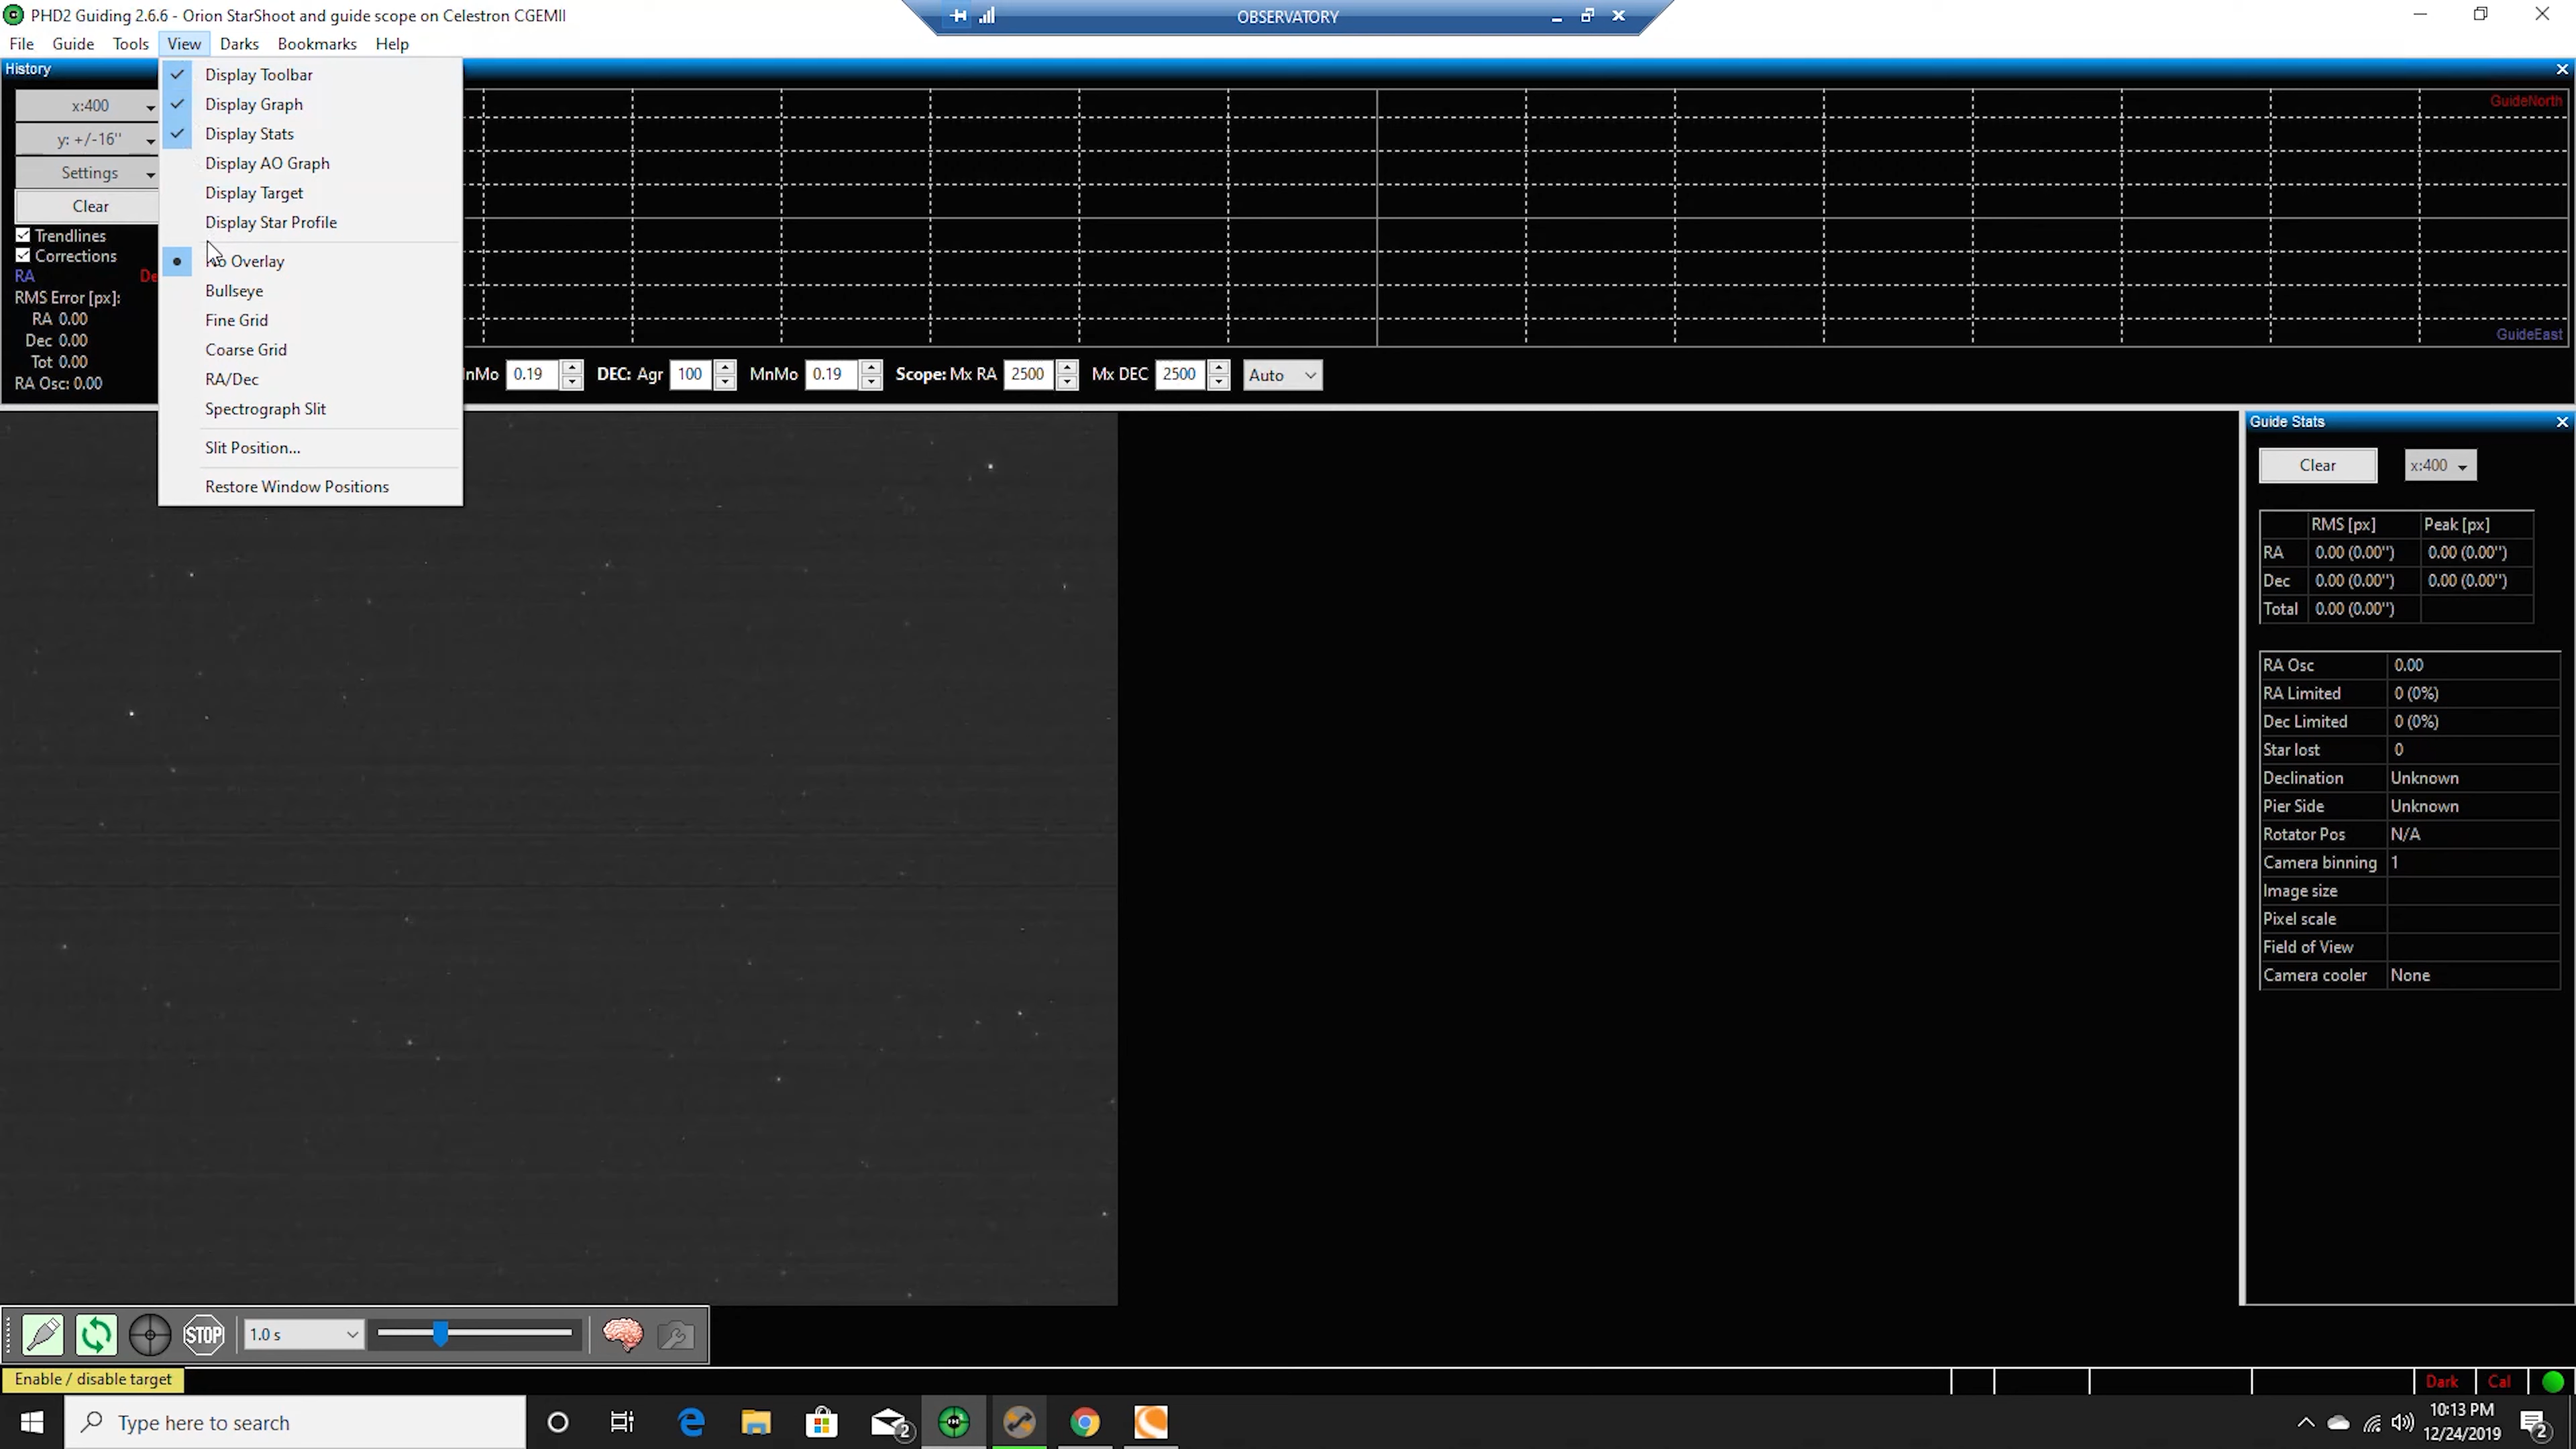 PHD2 Guiding 2.6.6 - Orion StarShoot and guide scope on Celestron CGEMII
OBSERVATORY
File Guide Tools View Darks Bookmarks Help
History
x:400
y: +/-16"
Settings
Clear
Trendlines
Corrections
RA De
RMS Error [px]:
RA 0.00
Dec 0.00
Tot 0.00
RA Osc: 0.00
Display Toolbar
Display Graph
Display Stats
Display AO Graph
Display Target
Display Star Profile
Overlay
Bullseye
Fine Grid
Coarse Grid
RA/Dec
Spectrograph Slit
Slit Position...
Restore Window Positions
GuideNorth
GuideEast
nMo 0.19 DEC: Agr 100 MnMo 0.19 Scope: Mx RA 2500 Mx DEC 2500 Auto
Guide Stats
Clear x:400
RMS [px] Peak [px]
RA 0.00 (0.00") 0.00 (0.00")
Dec 0.00 (0.00") 0.00 (0.00")
Total 0.00 (0.00")
RA Osc 0.00
RA Limited 0 (0%)
Dec Limited 0 (0%)
Star lost 0
Declination Unknown
Pier Side Unknown
Rotator Pos N/A
Camera binning 1
Image size
Pixel scale
Field of View
Camera cooler None
STOP 1.0 s
Enable / disable target
Dark Cal
Type here to search
2
10:13 PM
12/24/2019
2